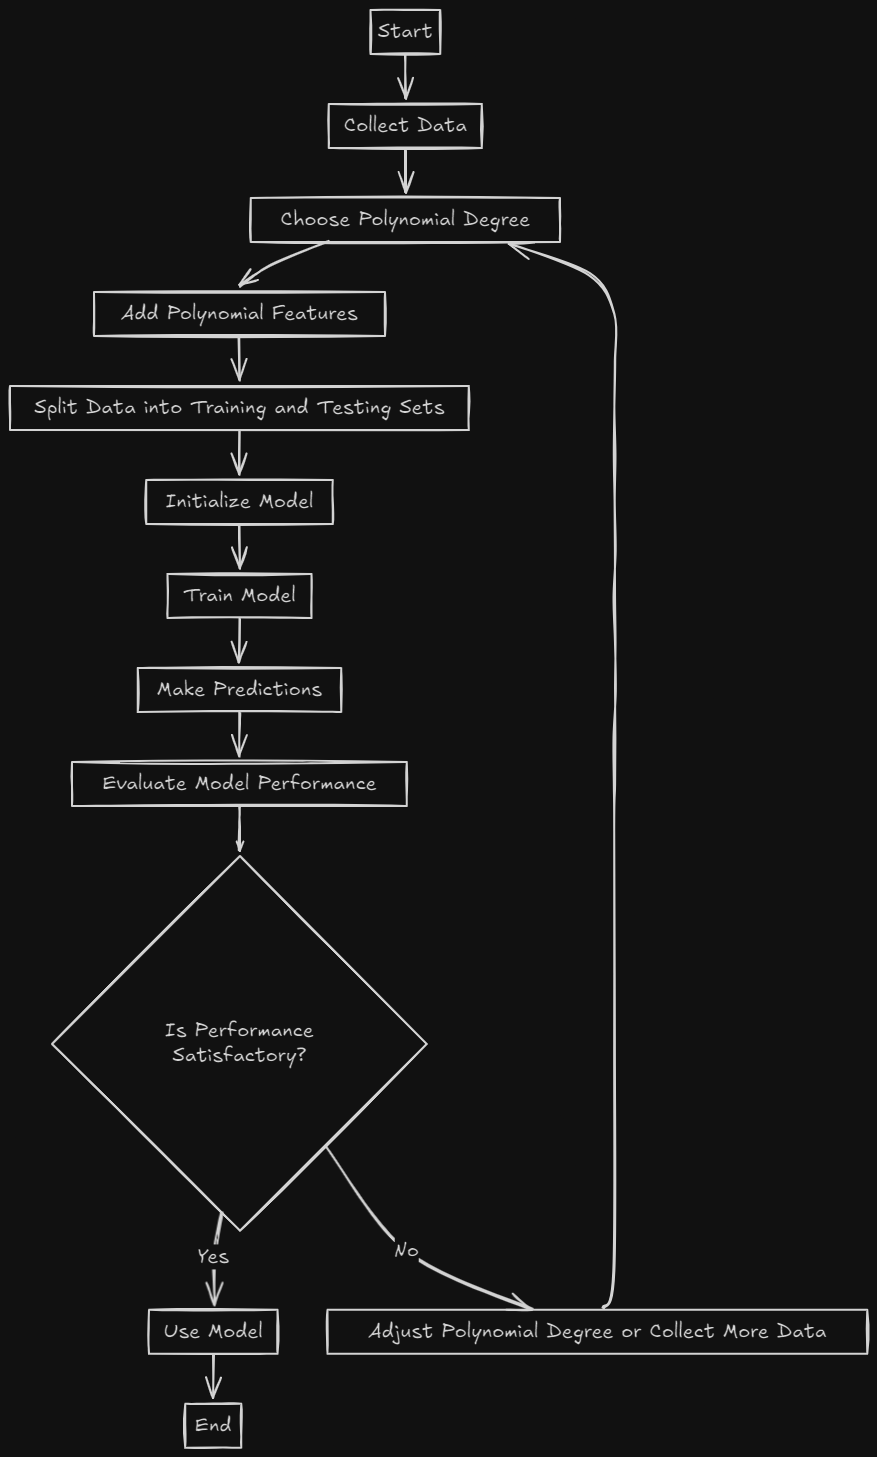 Start
Collect Data
Choose Polynomial Degree
Add Polynomial Features
Split Data into Training and Testing Sets
Initialize Model
Train Model
Make Predictions
Evaluate Model Performance
Is Performance
Satisfactory?
Yes
No
Use Model
Adjust Polynomial Degree or Collect More Data
End